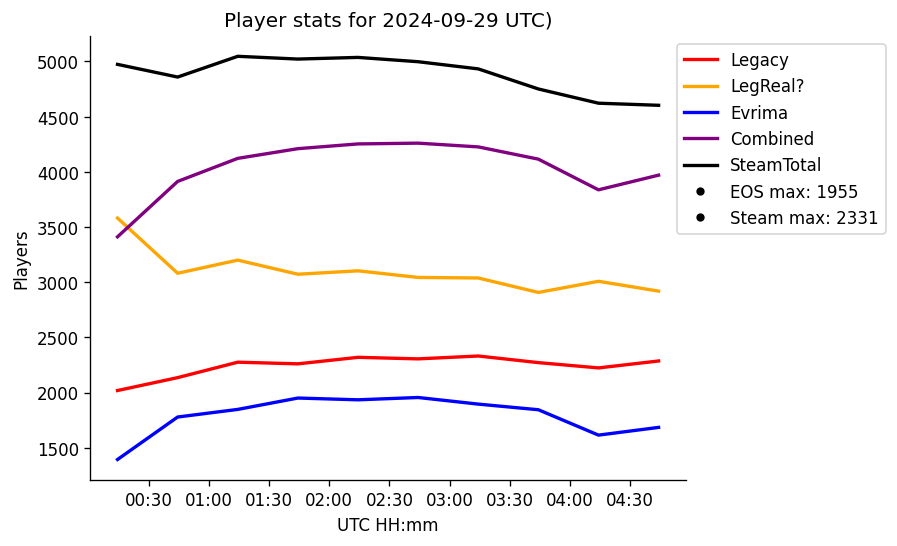 Player stats for 2024-09-29 UTC)
Players
5000
4500
4000
3500
3000
2500
2000
1500
00:30 01:00 01:30 02:00 02:30 03:00 03:30 04:00 04:30
UTC HH:mm
Legacy
LegReal?
Evrima
Combined
SteamTotal
EOS max: 1955
Steam max: 2331